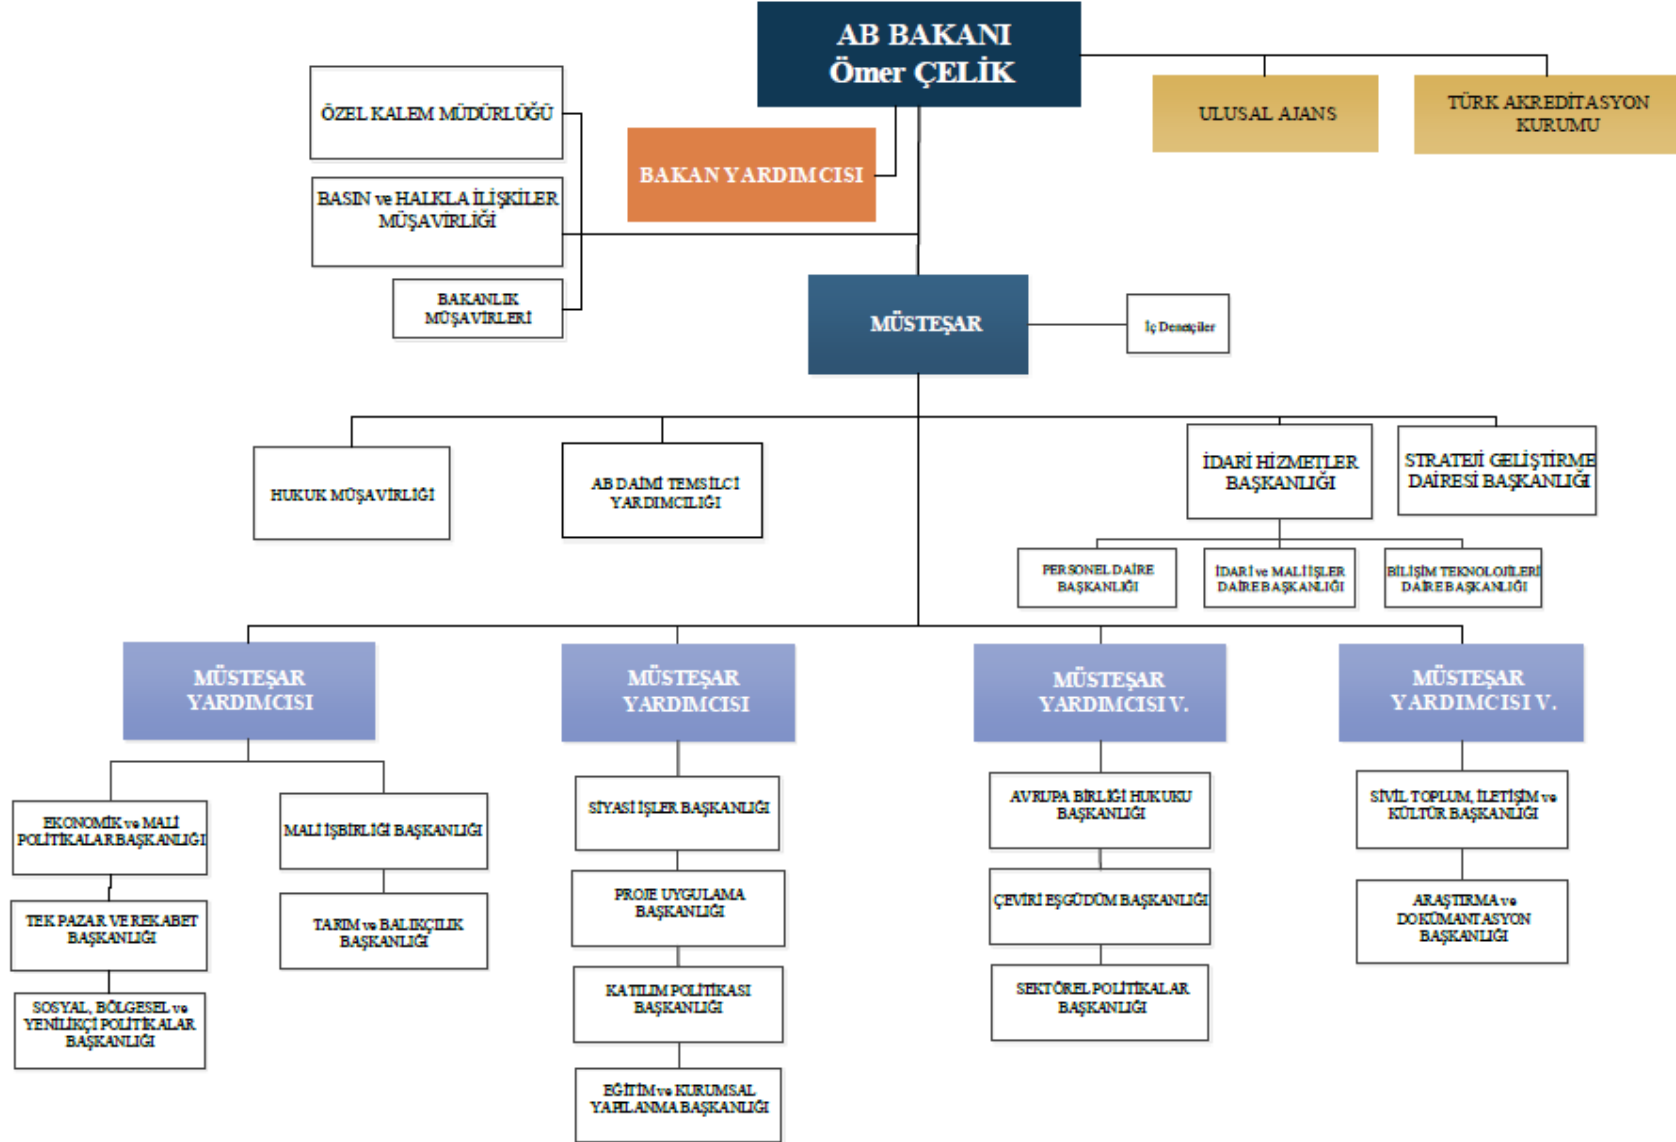 AB BAKANI
Ömer ÇELİK
ÖZEL KALEM MÜDÜRLÜĞÜ
BASIN ve HALKLA İLİŞKİLER
MÜŞAVİRLİĞİ
BAKANLIK
MÜŞAVİRLERİ
BAKAN YARDIMCISI
ULUSAL AJANS
TÜRK AKREDİTASYON
KURUMU
MÜSTEŞAR
İç Denetçiler
HUKUK MÜŞAVİRLİĞİ
AB DAİMİ TEMSİLCİ
YARDIMCILIĞI
İDARİ HİZMETLER
BAŞKANLIĞI
STRATEJİ GELİŞTİRME
DAİRESİ BAŞKANLIĞI
PERSONEL DAİRE
BAŞKANLIĞI
İDARİ ve MALİ İŞLER
DAİRE BAŞKANLIĞI
BİLİŞİM TEKNOLOJİLERİ
DAİRE BAŞKANLIĞI
MÜSTEŞAR
YARDIMCISI
MÜSTEŞAR
YARDIMCISI
MÜSTEŞAR
YARDIMCISI V.
MÜSTEŞAR
YARDIMCISI V.
EKONOMİK ve MALİ
POLİTİKALAR BAŞKANLIĞI
TEK PAZAR VE REKABET
BAŞKANLIĞI
SOSYAL, BÖLGESEL ve
YENİLİKÇİ POLİTİKALAR
BAŞKANLIĞI
MALİ İŞBİRLİĞİ BAŞKANLIĞI
TARIM ve BALIKÇILIK
BAŞKANLIĞI
SİYASİ İŞLER BAŞKANLIĞI
PROJE UYGULAMA
BAŞKANLIĞI
KATILIM POLİTİKASI
BAŞKANLIĞI
EĞİTİM ve KURUMSAL
YAPILANMA BAŞKANLIĞI
AVRUPA BİRLİĞİ HUKUKU
BAŞKANLIĞI
ÇEVİRİ EŞGÜDÜM BAŞKANLIĞI
SEKTÖREL POLİTİKALAR
BAŞKANLIĞI
SİVİL TOPLUM, İLETİŞİM ve
KÜLTÜR BAŞKANLIĞI
ARAŞTIRMA ve
DOKÜMANTASYON
BAŞKANLIĞI